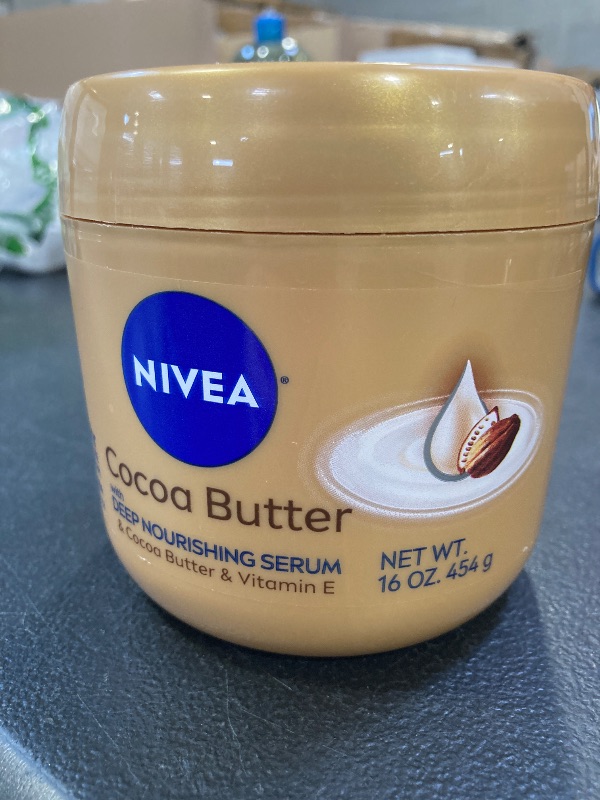 NIVEA®
Cocoa Butter
with
DEEP NOURISHING SERUM
& Cocoa Butter & Vitamin E
NET WT.
16 OZ. 454 g